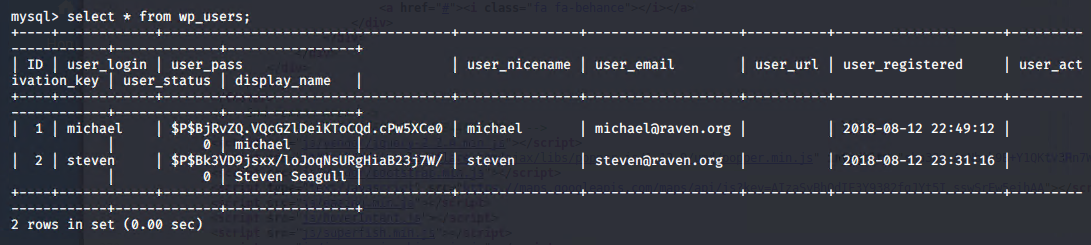 mysql> select * from wp_users;
+----+------------+------------------------------------+---------------+-------------------+----------+---------------------+---------
------------+-------------+----------------+
| ID | user_login | user_pass | user_nicename | user_email | user_url | user_registered | user_act
ivation_key | user_status | display_name |
+----+------------+------------------------------------+---------------+-------------------+----------+---------------------+---------
------------+-------------+----------------+
| 1 | michael | $P$BjRvZQ.VQcGZlDeiKToCQd.cPw5XCe0 | michael | michael@raven.org | | 2018-08-12 22:49:12 |
| 0 | michael |
| 2 | steven | $P$Bk3VD9jsxx/loJoqNsURgHiaB23j7W/ | steven | steven@raven.org | | 2018-08-12 23:31:16 |
| 0 | Steven Seagull |
+----+------------+------------------------------------+---------------+-------------------+----------+---------------------+---------
------------+-------------+----------------+
2 rows in set (0.00 sec)